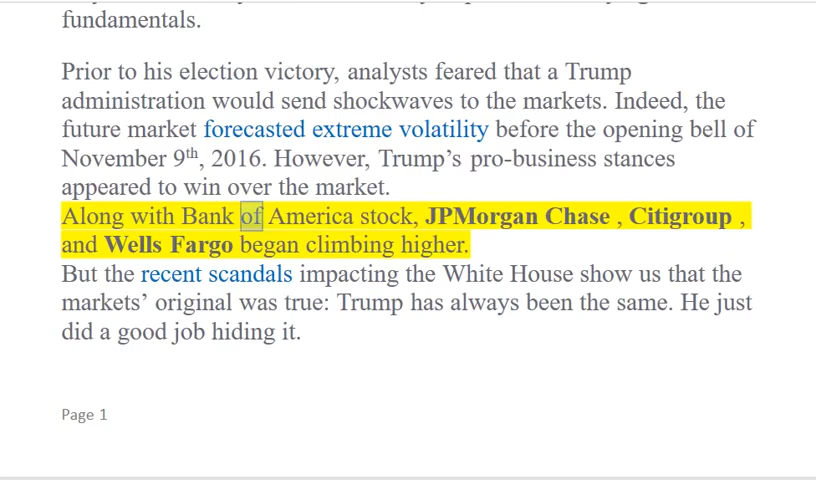 fundamentals.
Prior to his election victory, analysts feared that a Trump
administration would send shockwaves to the markets. Indeed, the
future market forecasted extreme volatility before the opening bell of
November 9th, 2016. However, Trump’s pro-business stances
appeared to win over the market.
Along with Bank of America stock, JPMorgan Chase , Citigroup ,
and Wells Fargo began climbing higher.
But the recent scandals impacting the White House show us that the
markets’ original was true: Trump has always been the same. He just
did a good job hiding it.
Page 1